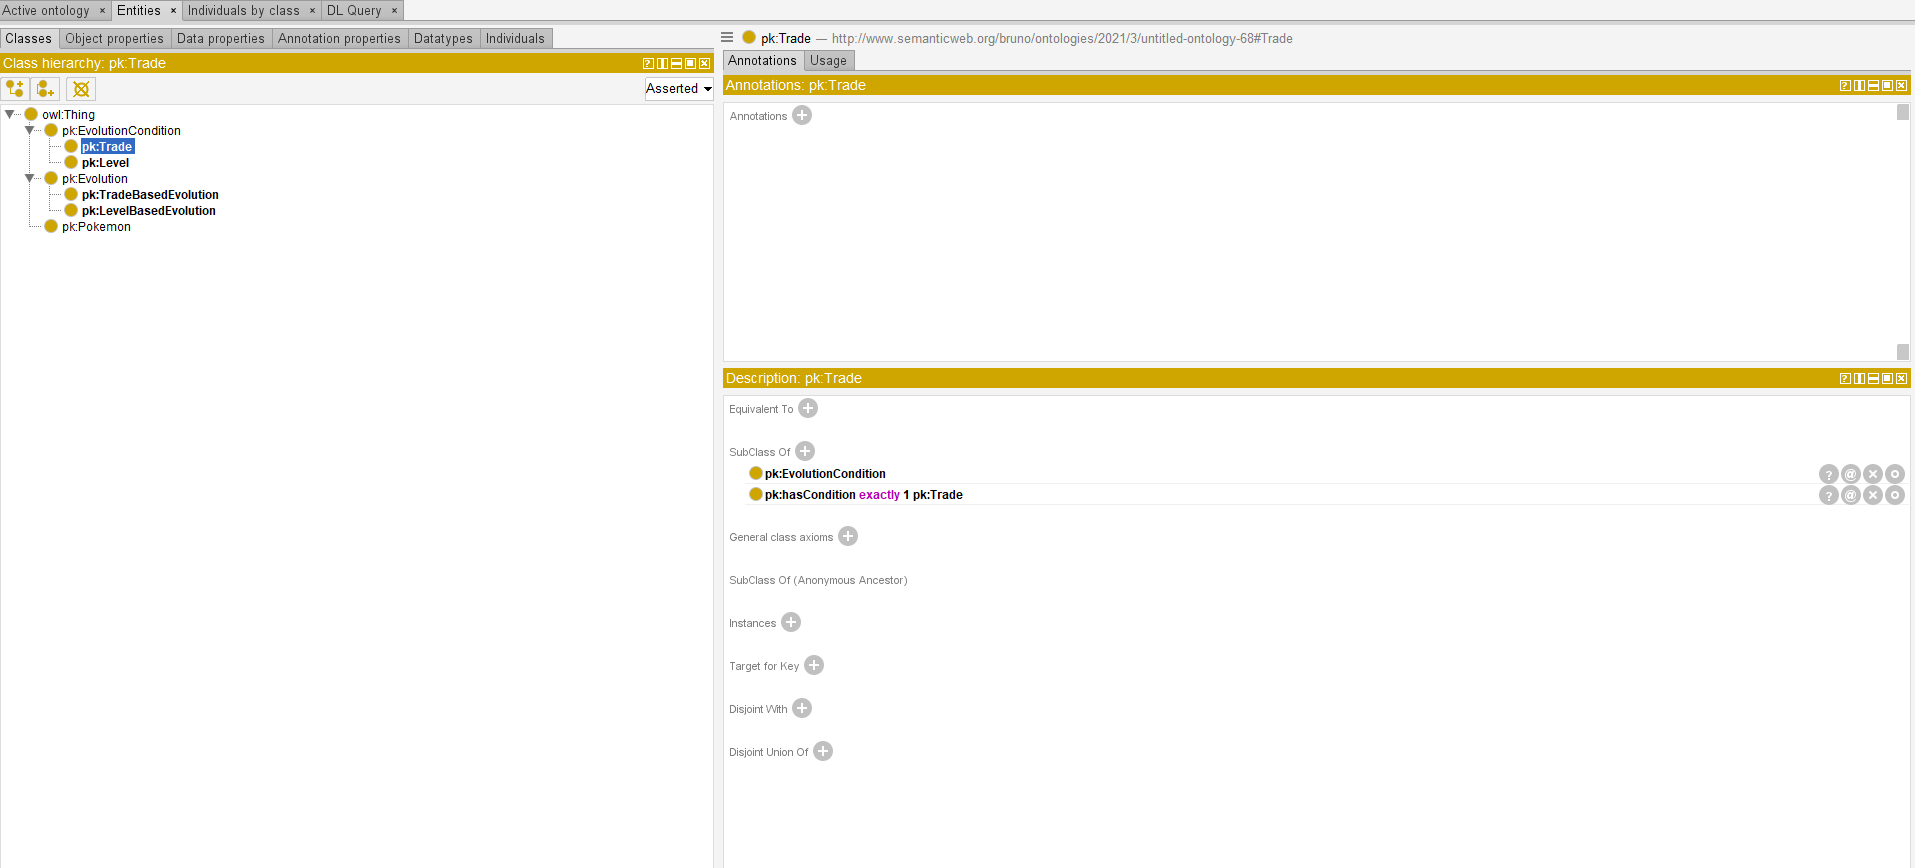 Active ontology × Entities × Individuals by class × DL Query ×
Classes Object properties Data properties Annotation properties Datatypes Individuals
Class hierarchy: pk:Trade
Asserted
owl:Thing
pk:EvolutionCondition
pk:Trade
pk:Level
pk:Evolution
pk:TradeBasedEvolution
pk:LevelBasedEvolution
pk:Pokemon
pk:Trade — http://www.semanticweb.org/bruno/ontologies/2021/3/untitled-ontology-68#Trade
Annotations Usage
Annotations: pk:Trade
Annotations
Description: pk:Trade
Equivalent To
SubClass Of
pk:EvolutionCondition
pk:hasCondition exactly 1 pk:Trade
General class axioms
SubClass Of (Anonymous Ancestor)
Instances
Target for Key
Disjoint With
Disjoint Union Of